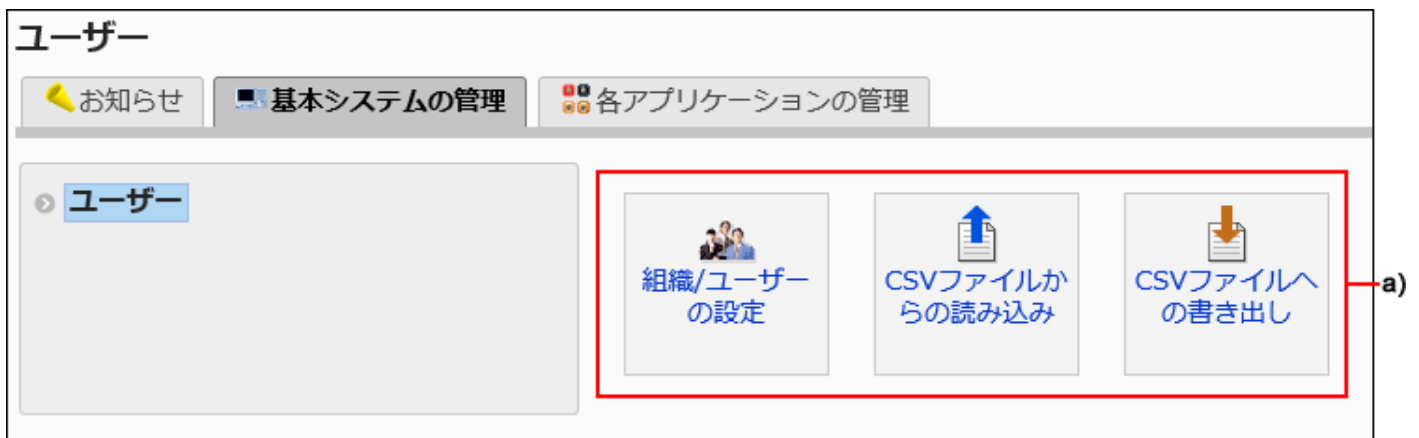 ユーザー
お知らせ
基本システムの管理
各アプリケーションの管理
ユーザー
組織/ユーザー
の設定
CSVファイルか
らの読み込み
CSVファイルへ
の書き出し
a)